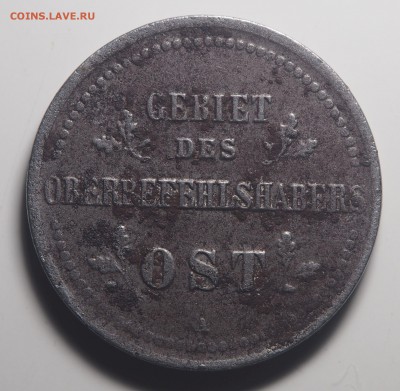 COINS.LAVE.RU
GEBIET
DES
OBERBEFEHLSHABERS
OST
A